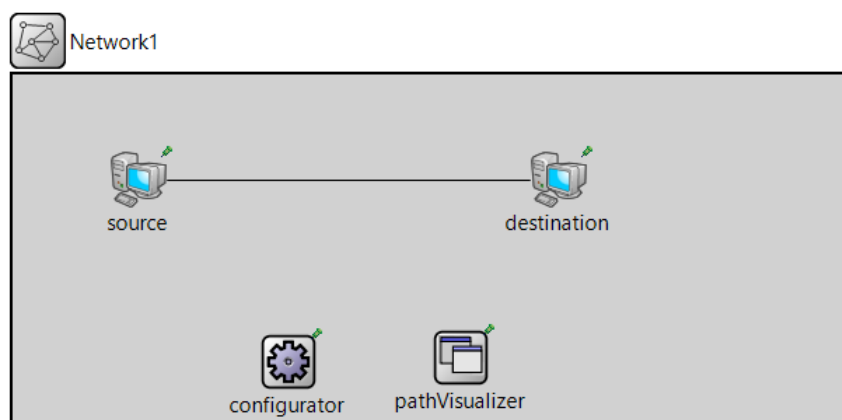 Network1
source
destination
configurator
pathVisualizer